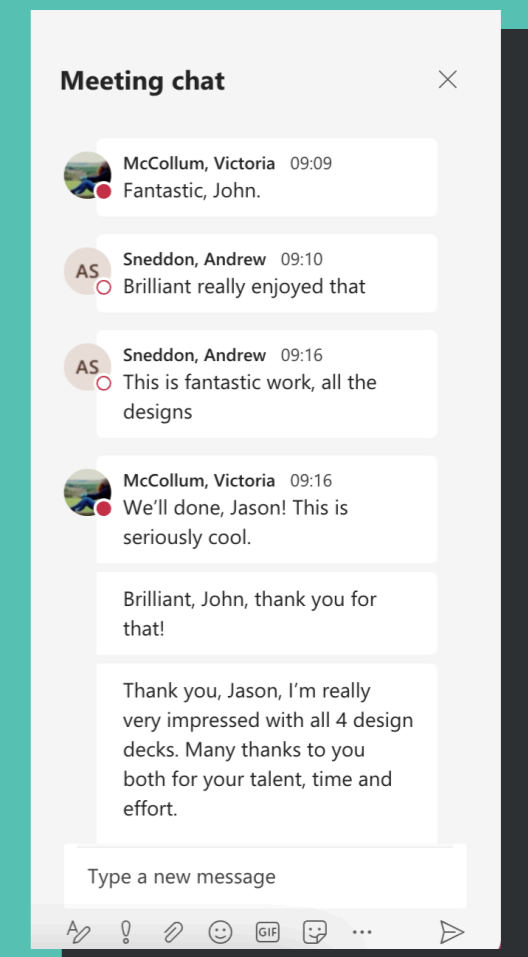 Meeting chat
McCollum, Victoria 09:09
Fantastic, John.
AS
Sneddon, Andrew 09:10
Brilliant really enjoyed that
AS
Sneddon, Andrew 09:16
This is fantastic work, all the
designs
McCollum, Victoria 09:16
We’ll done, Jason! This is
seriously cool.
Brilliant, John, thank you for
that!
Thank you, Jason, I’m really
very impressed with all 4 design
decks. Many thanks to you
both for your talent, time and
effort.
Type a new message
GIF